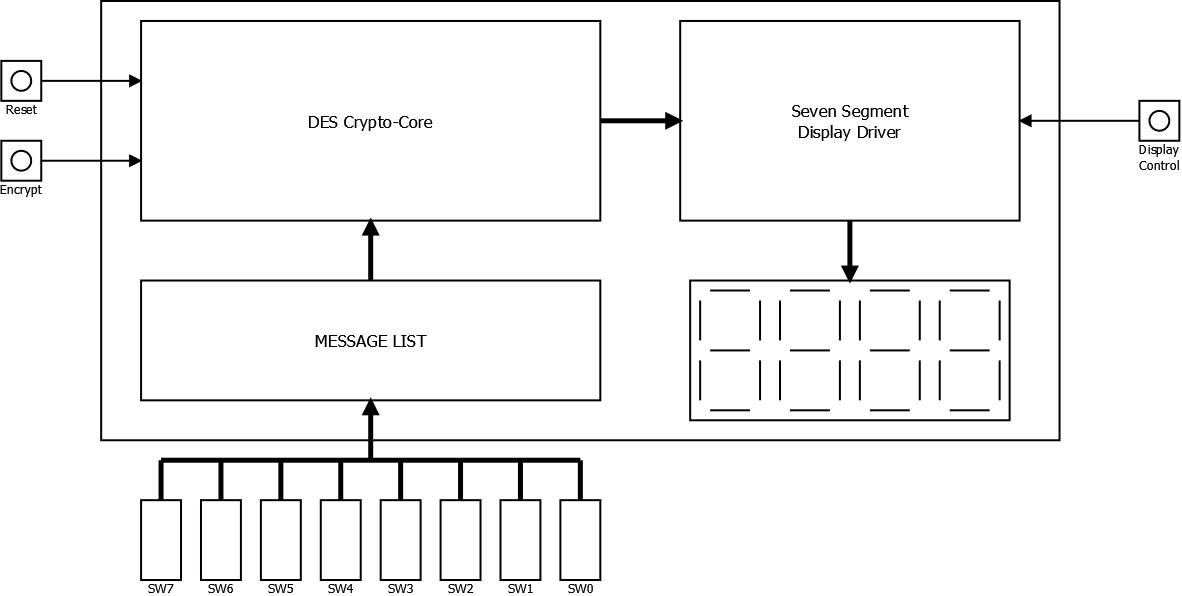 Reset
Encrypt
DES Crypto-Core
Seven Segment
Display Driver
Display
Control
MESSAGE LIST
SW7
SW6
SW5
SW4
SW3
SW2
SW1
SW0